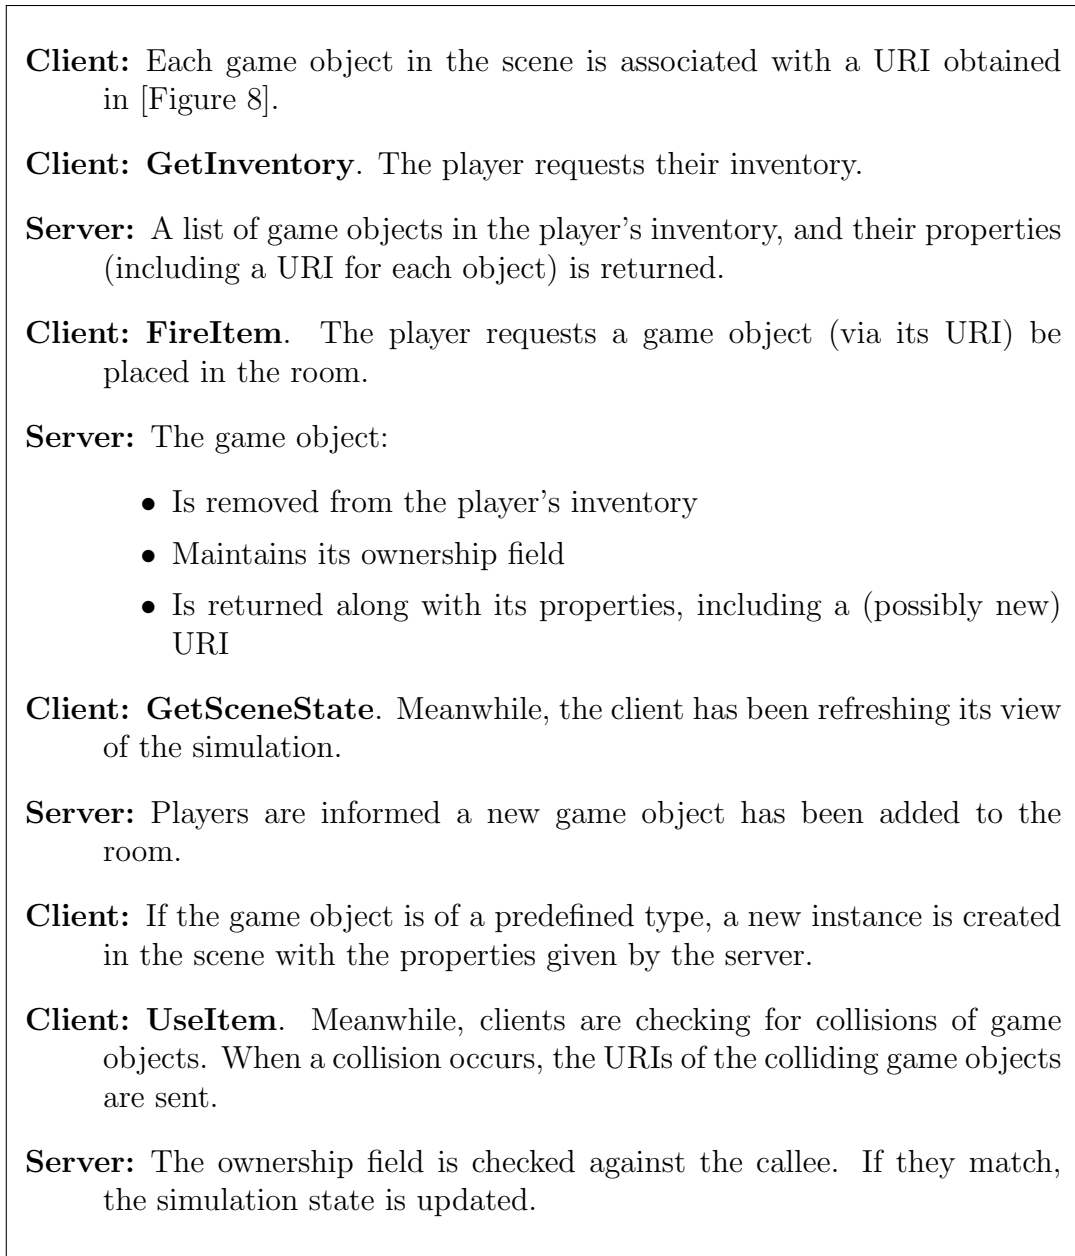 Client: Each game object in the scene is associated with a URI obtained
in [Figure 8].
Client: GetInventory. The player requests their inventory.
Server: A list of game objects in the player's inventory, and their properties
(including a URI for each object) is returned.
Client: FireItem. The player requests a game object (via its URI) be
placed in the room.
Server: The game object:
• Is removed from the player's inventory
• Maintains its ownership field
• Is returned along with its properties, including a (possibly new)
URI
Client: GetSceneState. Meanwhile, the client has been refreshing its view
of the simulation.
Server: Players are informed a new game object has been added to the
room.
Client: If the game object is of a predefined type, a new instance is created
in the scene with the properties given by the server.
Client: UseItem. Meanwhile, clients are checking for collisions of game
objects. When a collision occurs, the URIs of the colliding game objects
are sent.
Server: The ownership field is checked against the callee. If they match,
the simulation state is updated.